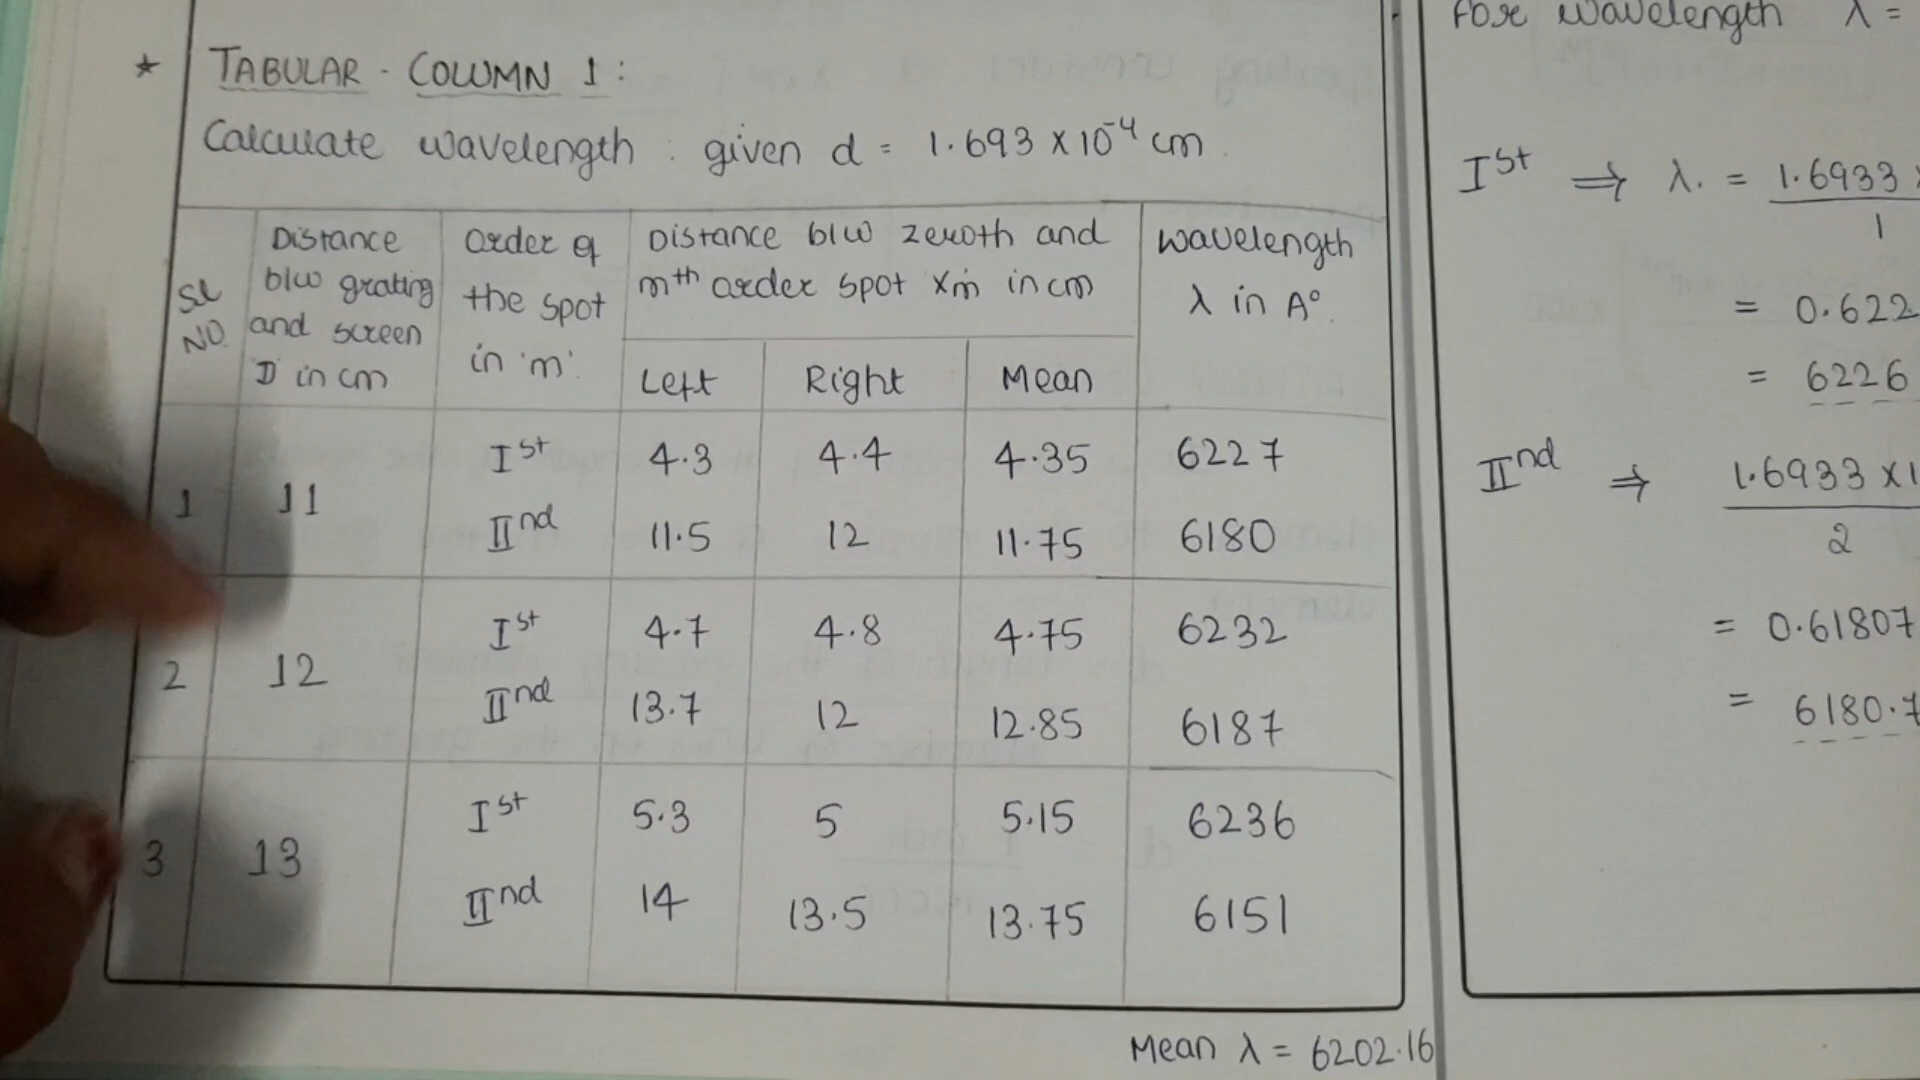 * TABULAR - COLUMN 1:
Calculate wavelength : given d = 1.693 x 10⁻⁴ cm
Sl NO. | Distance b/w grating and screen D in cm | order of the spot in 'm' | Distance b/w zeroth and mth order spot Xm in cm | wavelength λ in A°
Left | Right | Mean
1 | 11 | Ist | 4.3 | 4.4 | 4.35 | 6227
IInd | 11.5 | 12 | 11.75 | 6180
2 | 12 | Ist | 4.7 | 4.8 | 4.75 | 6232
IInd | 13.7 | 12 | 12.85 | 6187
3 | 13 | Ist | 5.3 | 5 | 5.15 | 6236
IInd | 14 | 13.5 | 13.75 | 6151
Mean λ = 6202.16
For wavelength λ =
Ist ⇒ λ. = 1.6933
1
= 0.622
= 6226
IInd ⇒ 1.6933 x 1
2
= 0.61807
= 6180.7